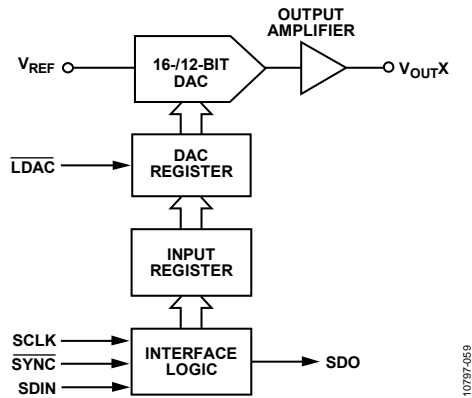 OUTPUT
AMPLIFIER
VREF
16-/12-BIT
DAC
VOUTX
LDAC
DAC
REGISTER
INPUT
REGISTER
SCLK
SYNC
SDIN
INTERFACE
LOGIC
SDO
10797-059